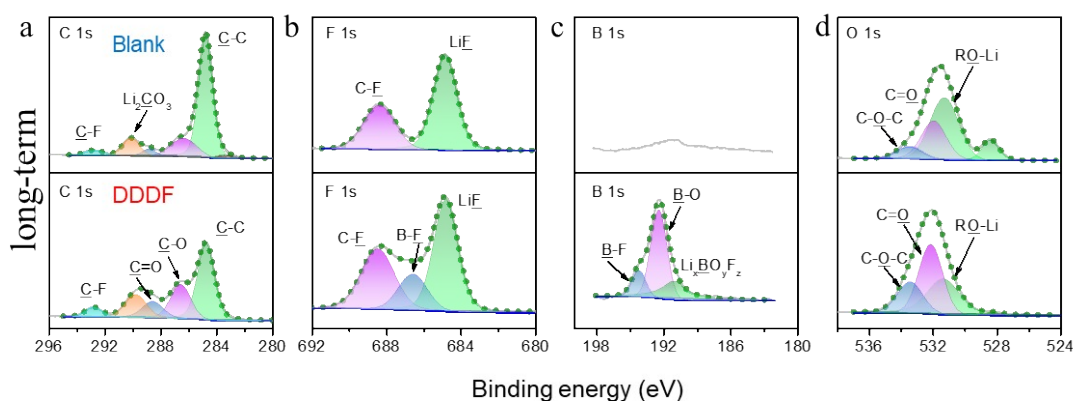 a
b
c
d
long-term
C 1s
Blank
C-C
Li2CO3
C-F
F 1s
LiF
C-F
B 1s
O 1s
RO-Li
C=O
C-O-C
C 1s
DDDF
C-C
C-O
C=O
C-F
F 1s
LiF
C-F
B-F
B 1s
B-O
B-F
LixBOyFz
C=O
RO-Li
C-O-C
296 292 288 284 280
692 688 684 680
198 192 186 180
536 532 528 524
Binding energy (eV)